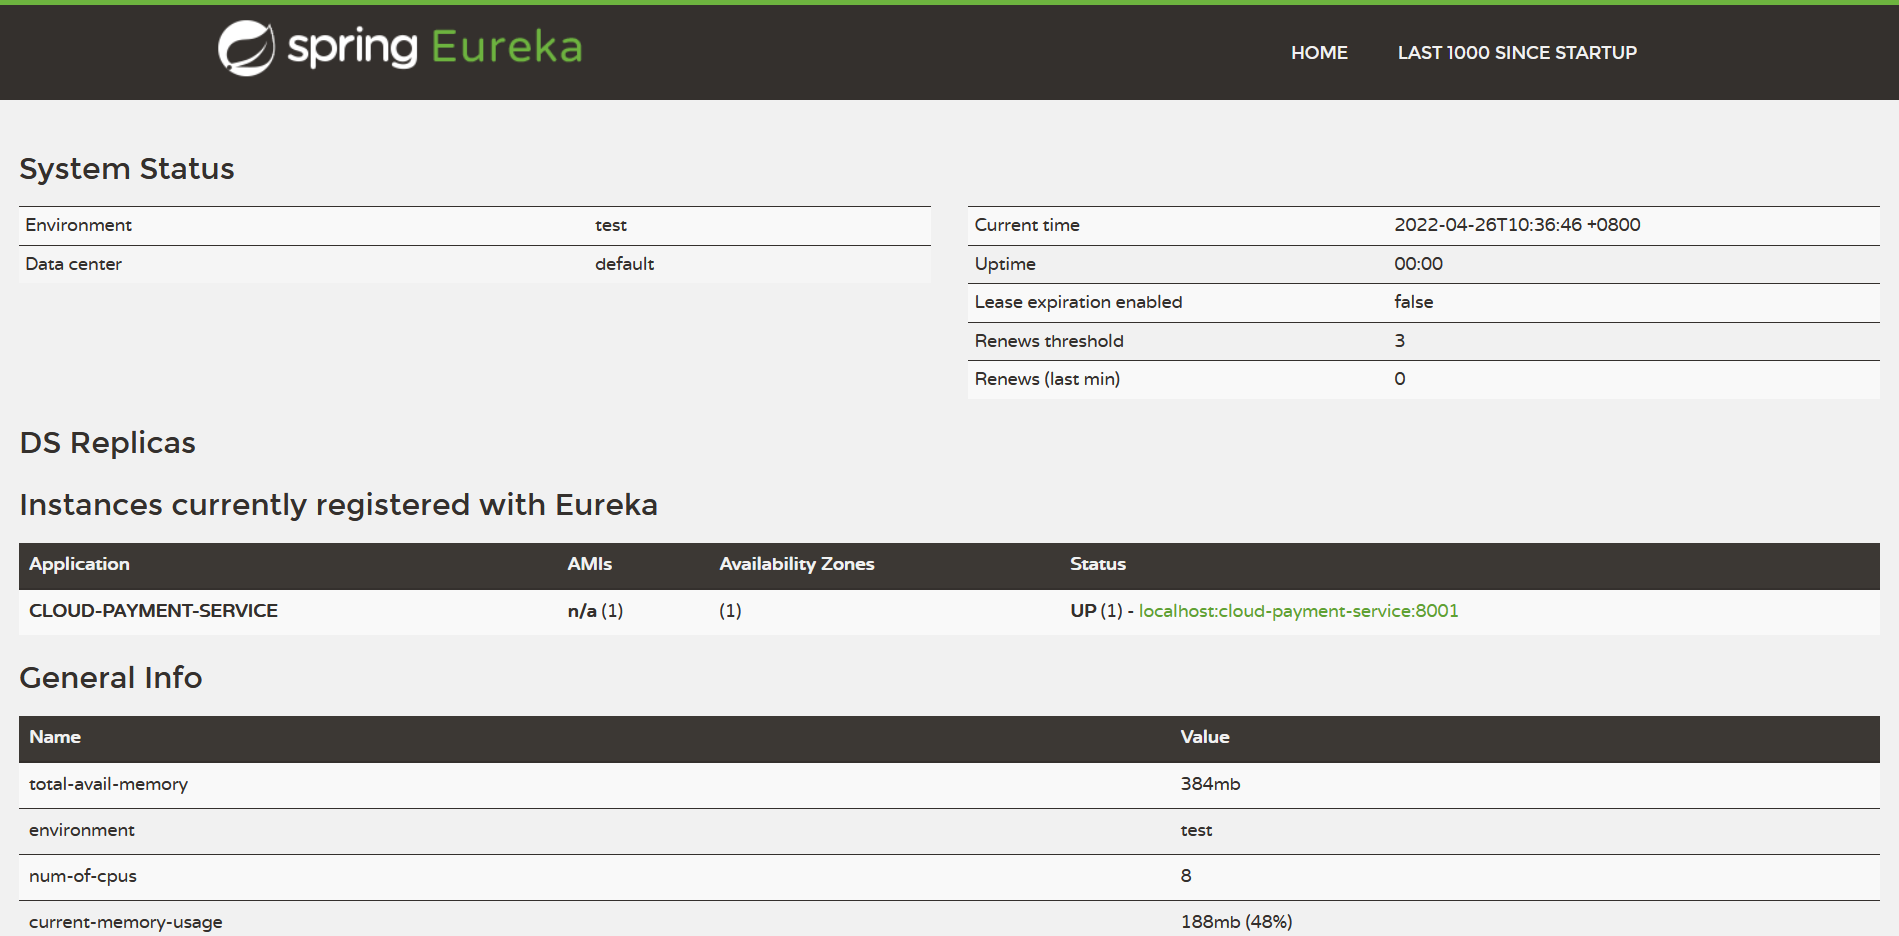 spring Eureka
HOME LAST 1000 SINCE STARTUP
System Status
Environment test
Data center default
Current time 2022-04-26T10:36:46 +0800
Uptime 00:00
Lease expiration enabled false
Renews threshold 3
Renews (last min) 0
DS Replicas
Instances currently registered with Eureka
Application AMIs Availability Zones Status
CLOUD-PAYMENT-SERVICE n/a (1) (1) UP (1) - localhost:cloud-payment-service:8001
General Info
Name Value
total-avail-memory 384mb
environment test
num-of-cpus 8
current-memory-usage 188mb (48%)